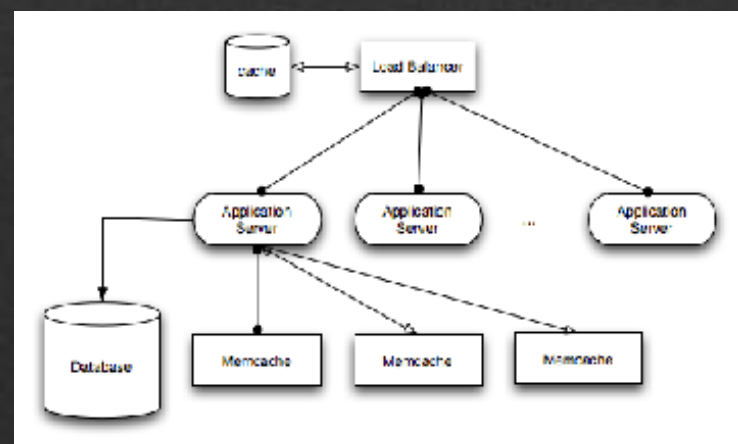 cache
Load Balancer
Application
Server
Application
Server
...
Application
Server
Database
Memcache
Memcache
Memcache